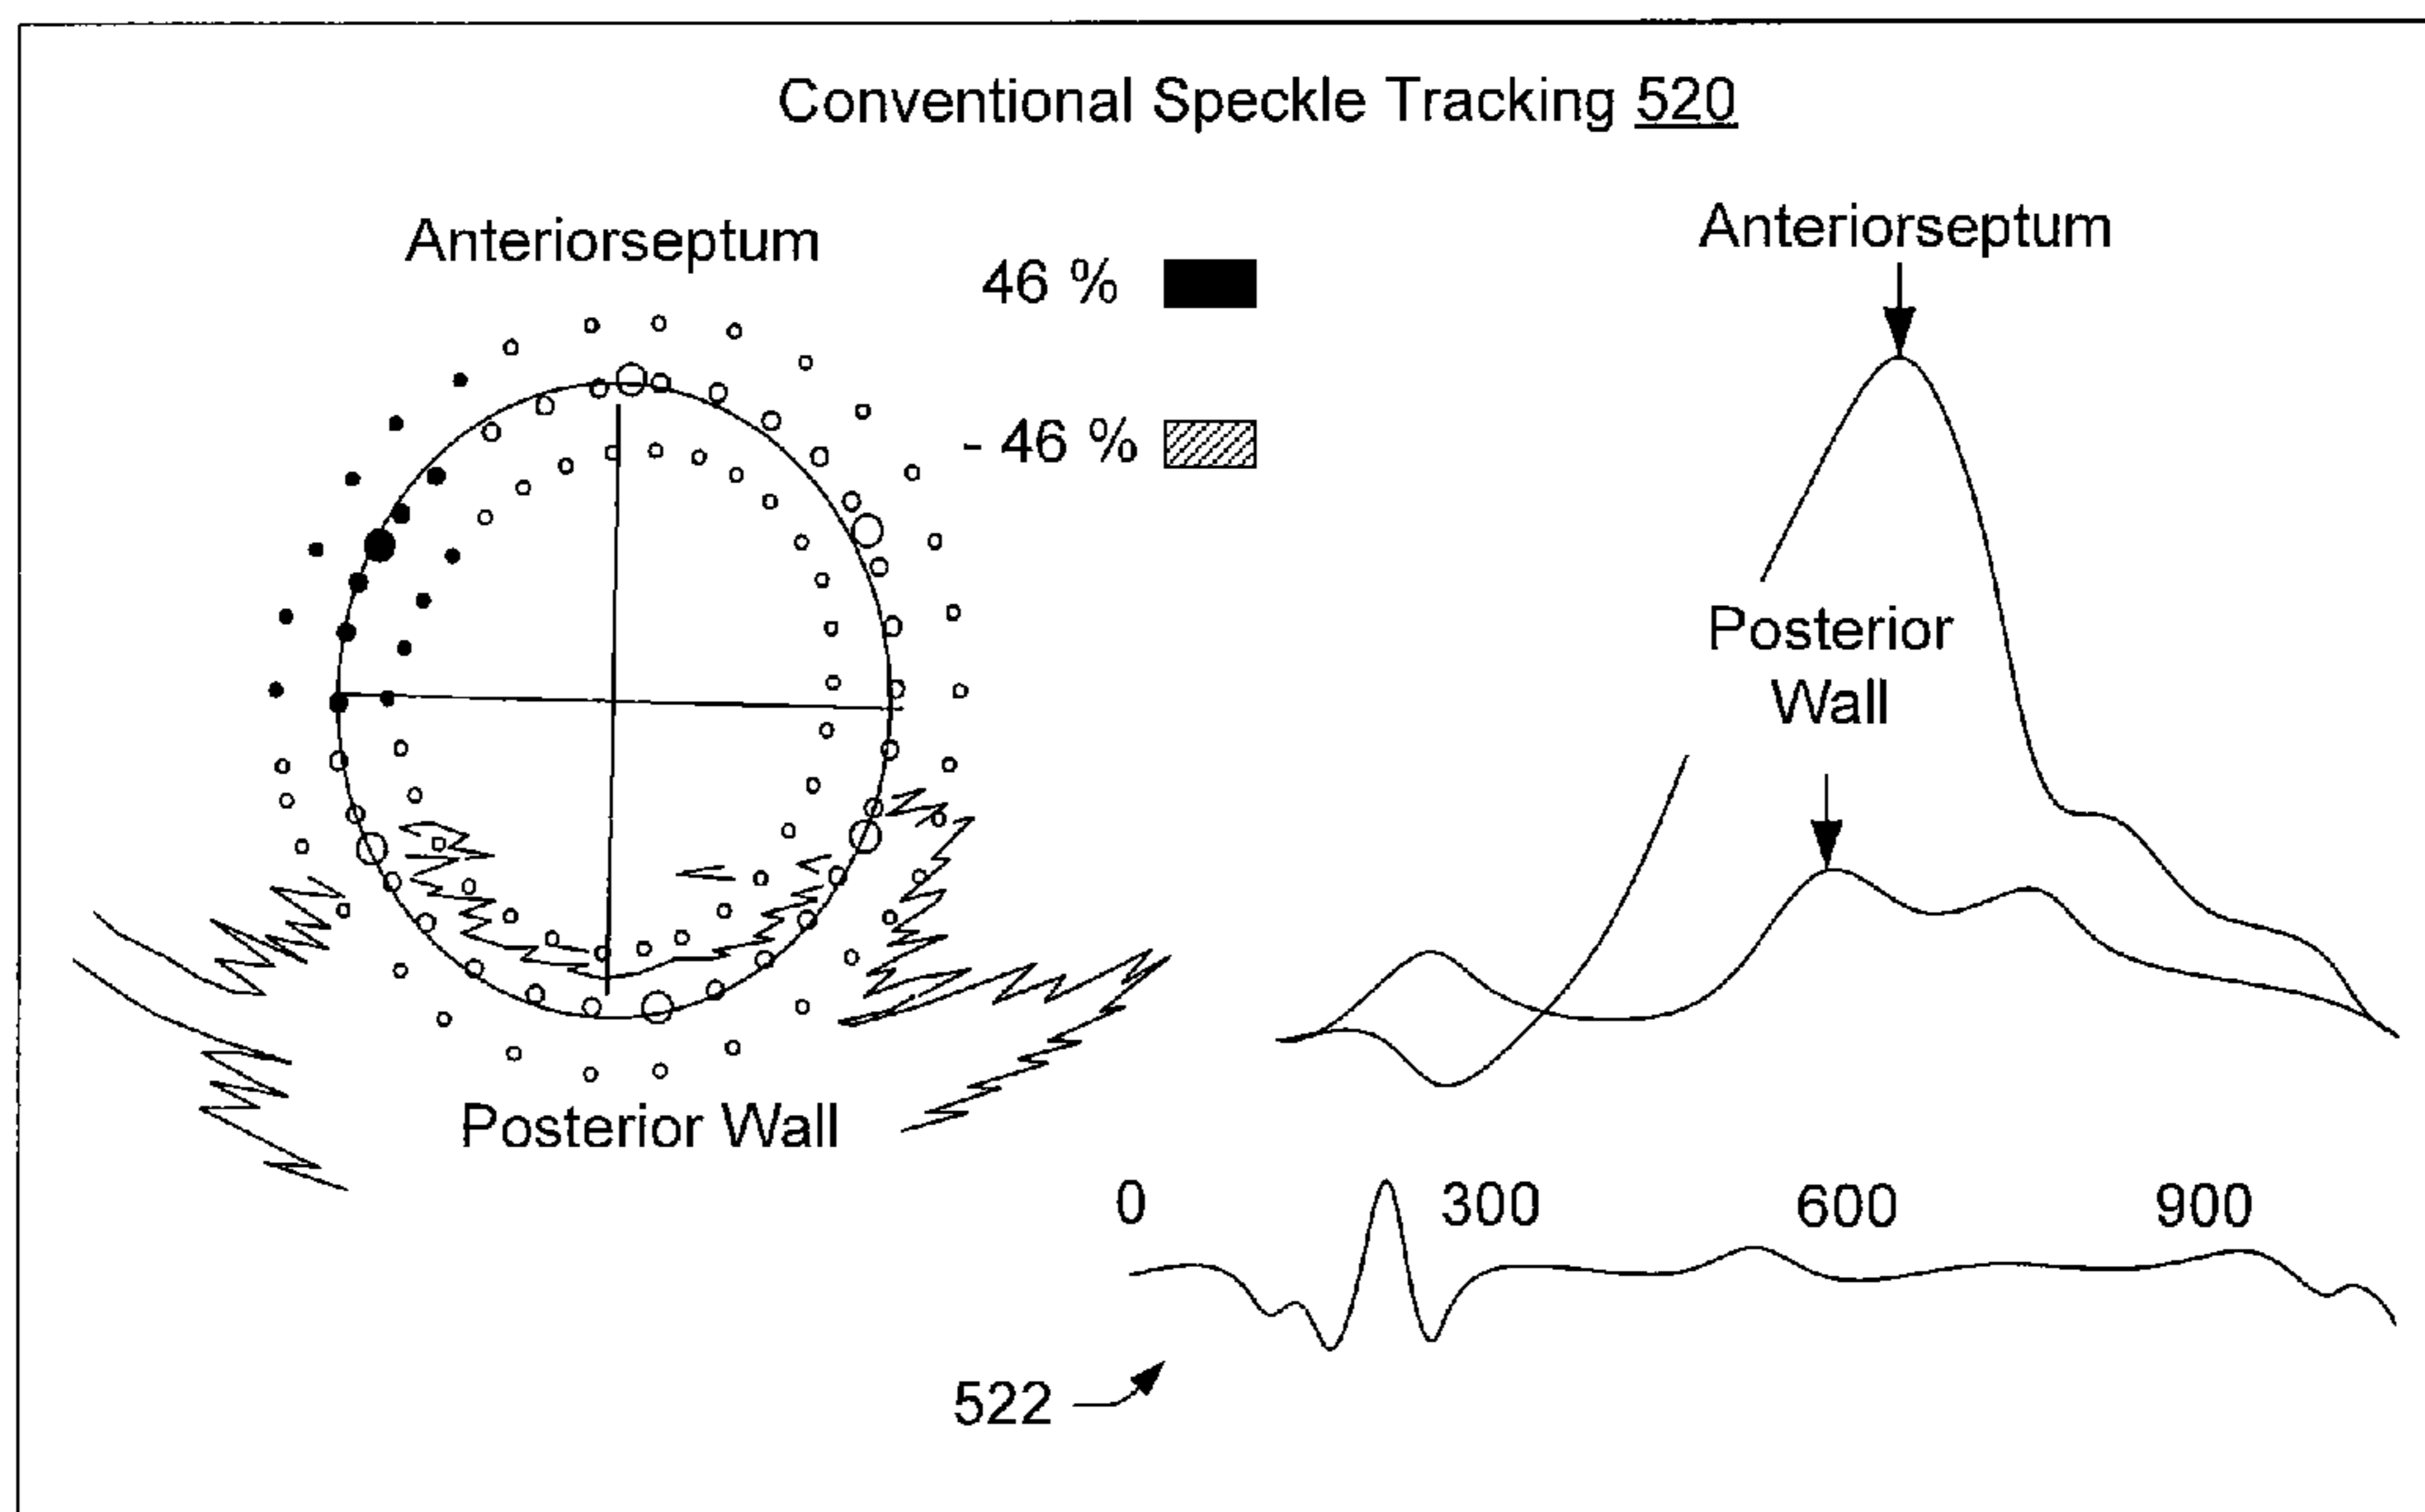 Conventional Speckle Tracking 520
Anteriorseptum
46 %
- 46 %
Posterior Wall
Anteriorseptum
Posterior
Wall
0 300 600 900
522